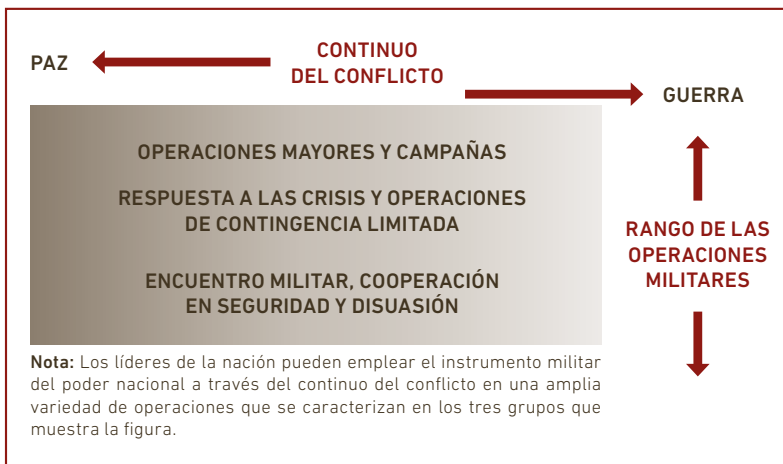 PAZ
CONTINUO
DEL CONFLICTO
GUERRA
OPERACIONES MAYORES Y CAMPAÑAS
RESPUESTA A LAS CRISIS Y OPERACIONES
DE CONTINGENCIA LIMITADA
ENCUENTRO MILITAR, COOPERACIÓN
EN SEGURIDAD Y DISUASIÓN
RANGO DE LAS
OPERACIONES
MILITARES
Nota: Los líderes de la nación pueden emplear el instrumento militar
del poder nacional a través del continuo del conflicto en una amplia
variedad de operaciones que se caracterizan en los tres grupos que
muestra la figura.